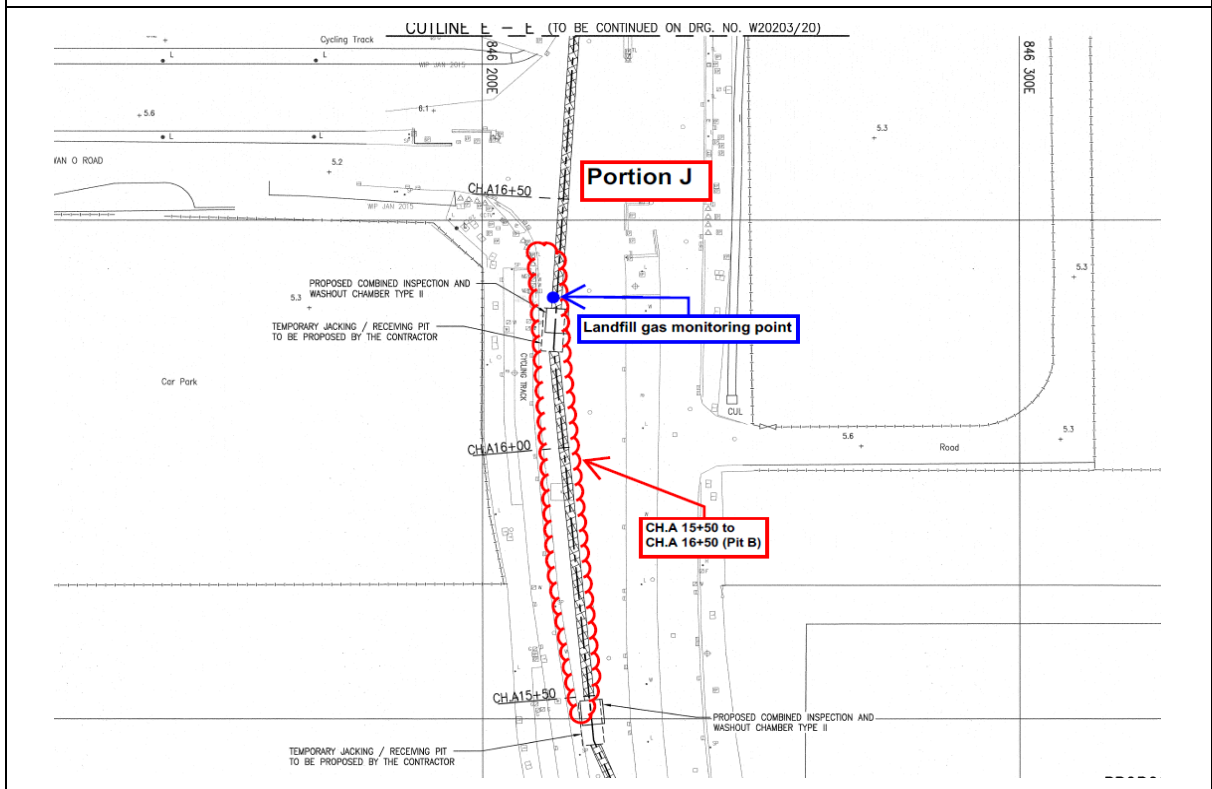 CUTLINE E – E (TO BE CONTINUED ON DRG. NO. W20203/20)
Cycling Track
846 200E
846 300E
WIP JAN 2015
6.1
5.6
5.3
L
L
L
L
WAN O ROAD
5.2
Portion J
CH.A16+50
WIP JAN 2015
PROPOSED COMBINED INSPECTION AND
WASHOUT CHAMBER TYPE II
5.3
5.3
Landfill gas monitoring point
TEMPORARY JACKING / RECEIVING PIT
TO BE PROPOSED BY THE CONTRACTOR
CYCLING TRACK
Car Park
CUL
5.6
5.3
Road
CH.A16+00
CH.A 15+50 to
CH.A 16+50 (Pit B)
CH.A15+50
PROPOSED COMBINED INSPECTION AND
WASHOUT CHAMBER TYPE II
TEMPORARY JACKING / RECEIVING PIT
TO BE PROPOSED BY THE CONTRACTOR